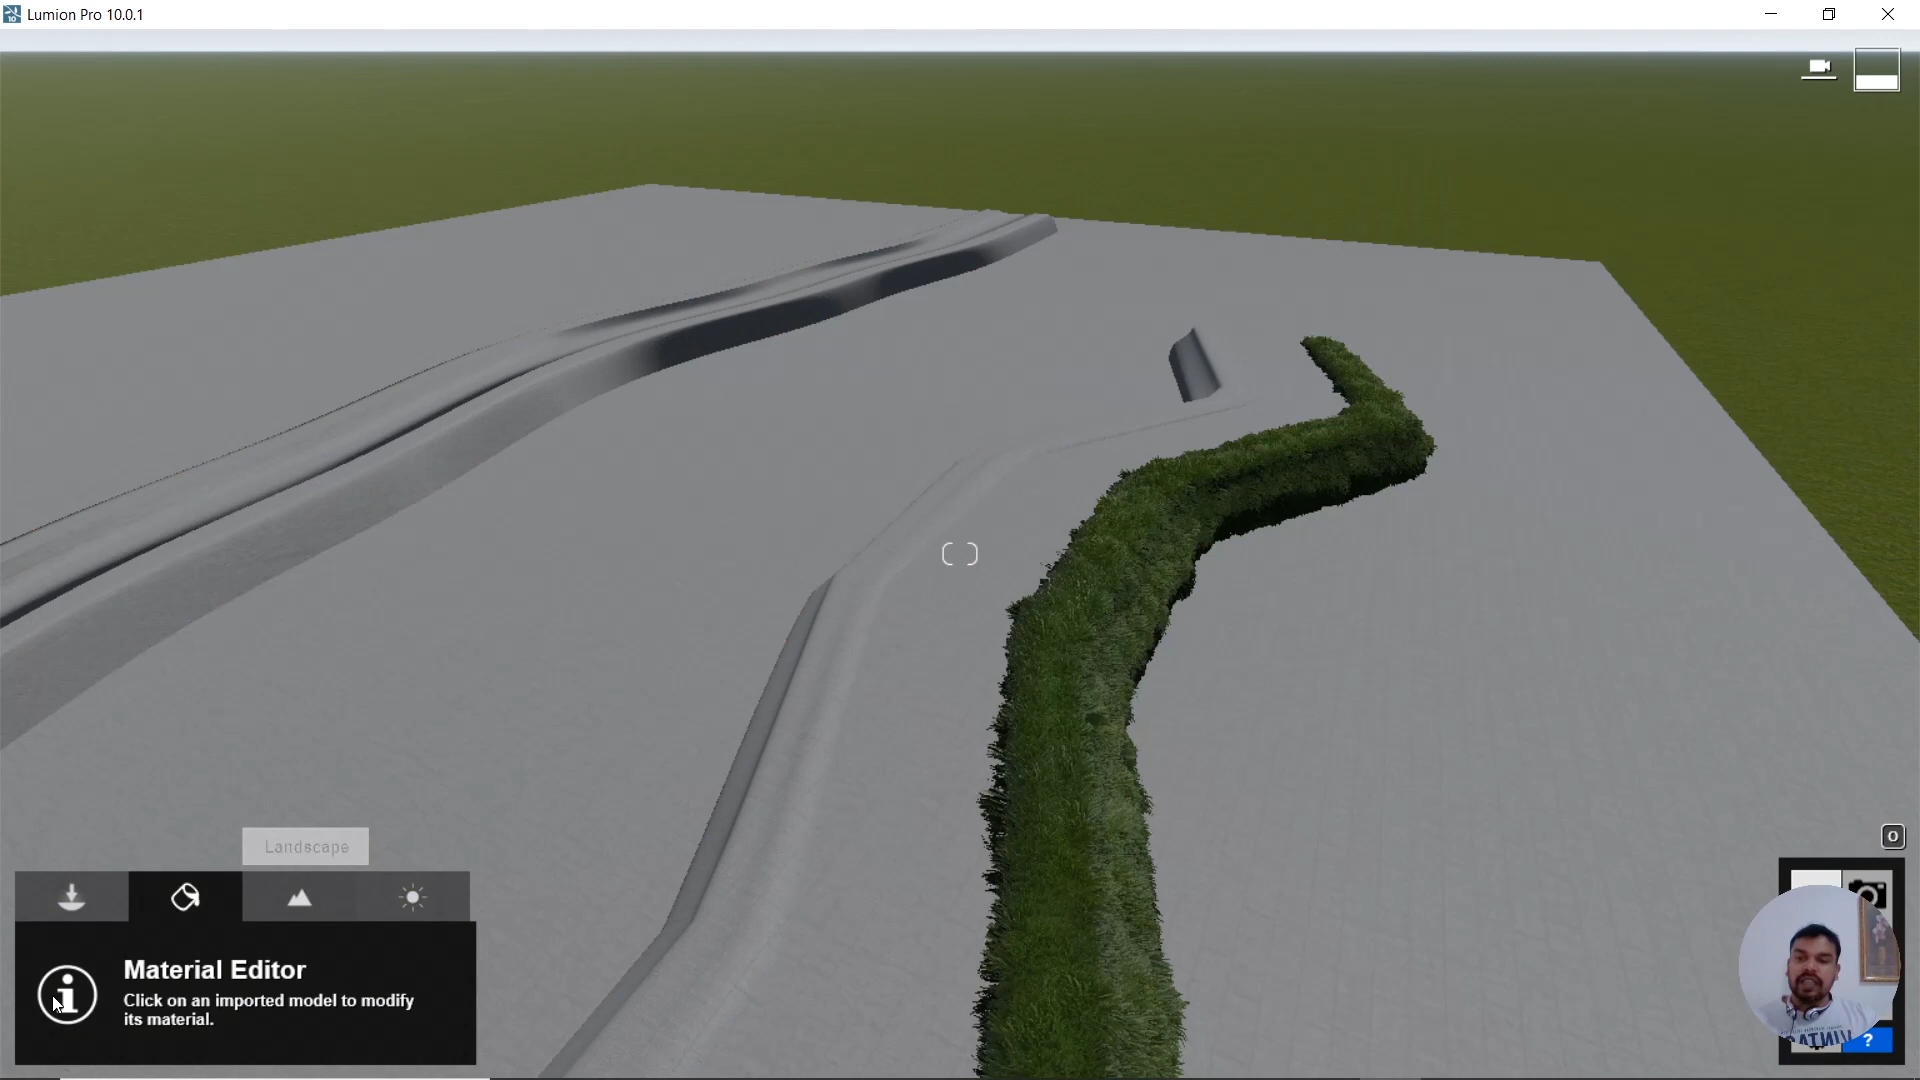 Lumion Pro 10.0.1
O
Landscape
Material Editor
Click on an imported model to modify
its material.
?